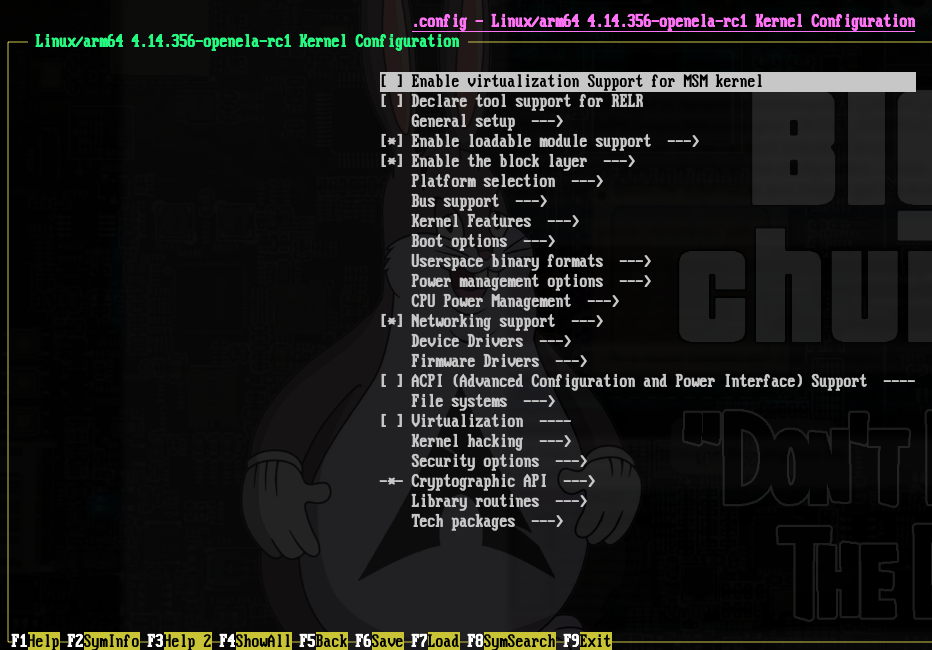 .config - Linux/arm64 4.14.356-openela-rc1 Kernel Configuration
Linux/arm64 4.14.356-openela-rc1 Kernel Configuration
[ ] Enable virtualization Support for MSM kernel
[ ] Declare tool support for RELR
General setup --->
[*] Enable loadable module support --->
[*] Enable the block layer --->
Platform selection --->
Bus support --->
Kernel Features --->
Boot options --->
Userspace binary formats --->
Power management options --->
CPU Power Management --->
[*] Networking support --->
Device Drivers --->
Firmware Drivers --->
[ ] ACPI (Advanced Configuration and Power Interface) Support ----
File systems --->
[ ] Virtualization ----
Kernel hacking --->
Security options --->
-*- Cryptographic API --->
Library routines --->
Tech packages --->
chu
"DON'T
THE
F1Help F2SymInfo F3Help 2 F4ShowAll F5Back F6Save F7Load F8SymSearch F9Exit